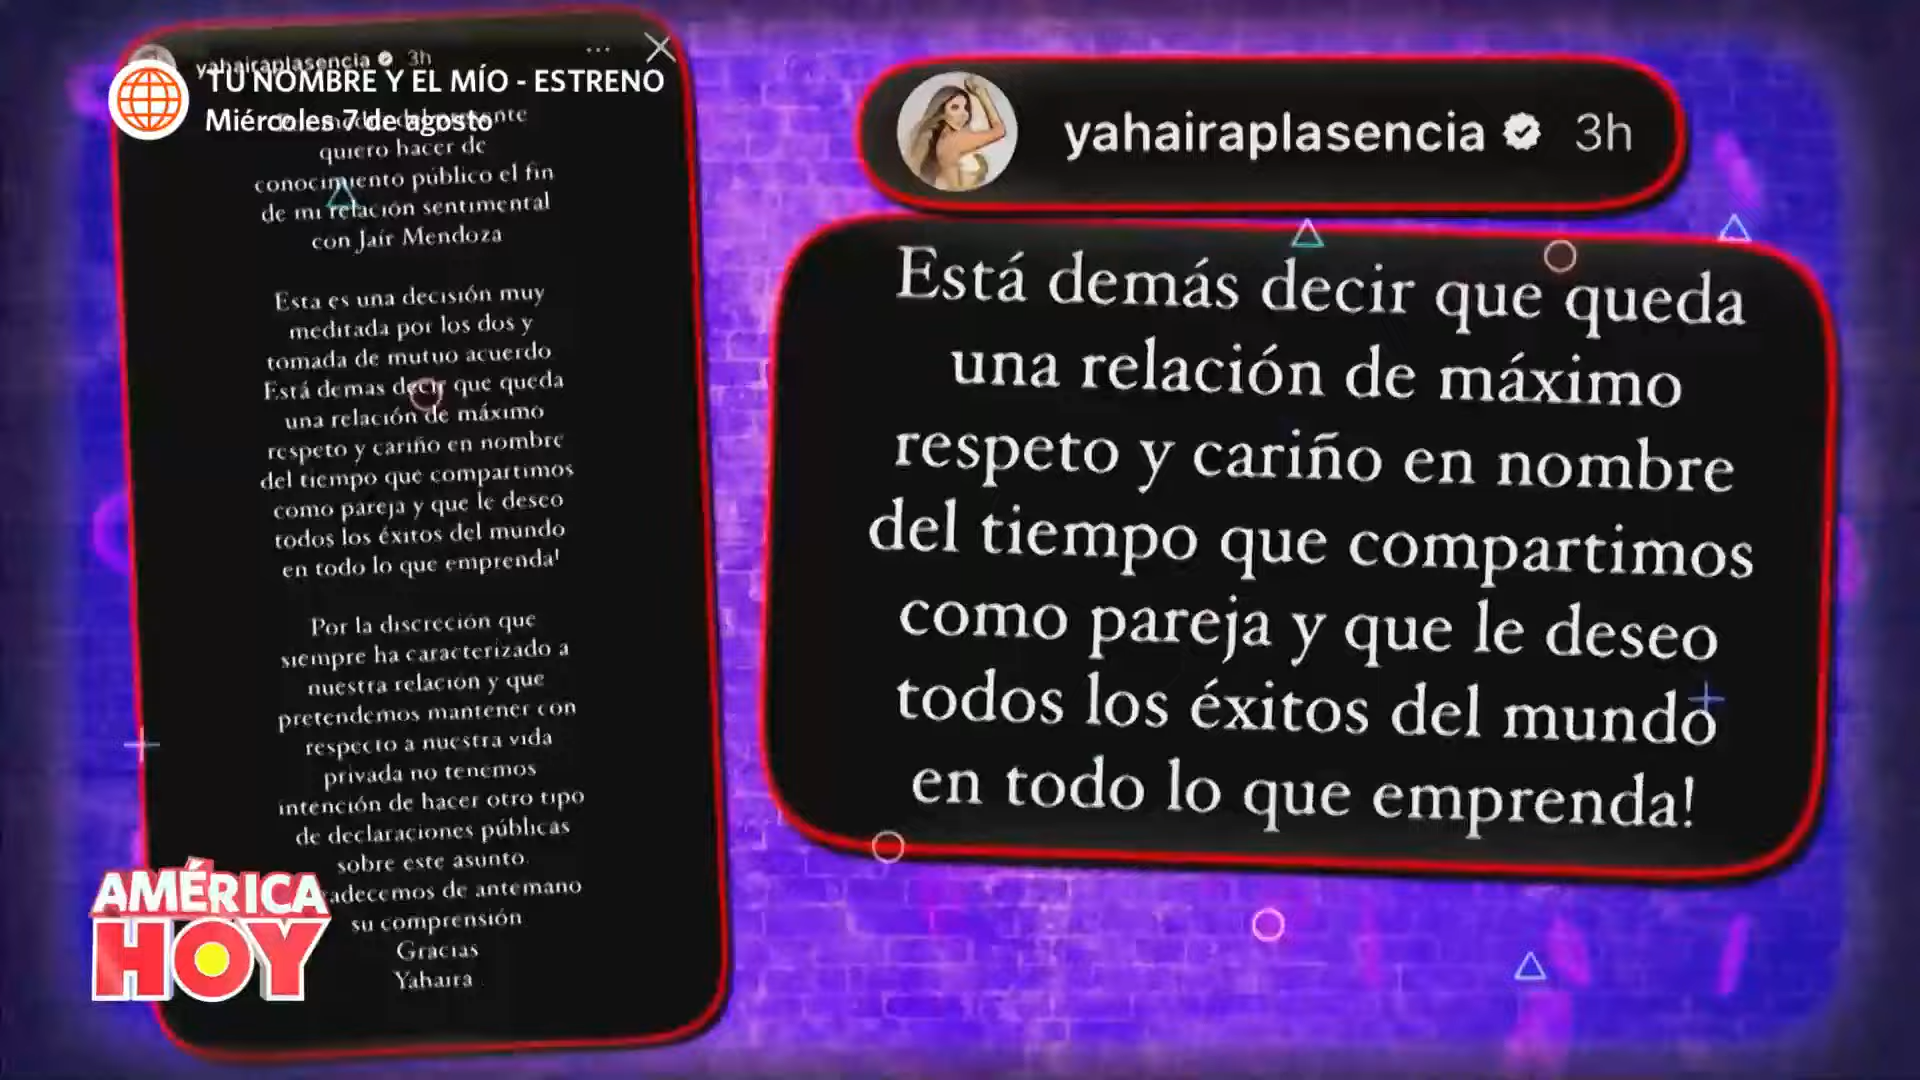 yahairaplasencia 3h
TU NOMBRE Y EL MÍO - ESTRENO
Miércoles 7 de agosto
quiero hacer de
conocimiento público el fin
de mi relación sentimental
con Jaír Mendoza
Esta es una decisión muy
meditada por los dos y
tomada de mutuo acuerdo
Está demas decir que queda
una relación de máximo
respeto y cariño en nombre
del tiempo que compartimos
como pareja y que le deseo
todos los éxitos del mundo
en todo lo que emprenda!
Por la discreción que
siempre ha caracterizado a
nuestra relación y que
pretendemos mantener con
respecto a nuestra vida
privada no tenemos
intención de hacer otro tipo
de declaraciones públicas
sobre este asunto.
adecemos de antemano
su comprensión
Gracias
Yahaira
AMÉRICA
HOY
yahairaplasencia 3h
Está demás decir que queda
una relación de máximo
respeto y cariño en nombre
del tiempo que compartimos
como pareja y que le deseo
todos los éxitos del mundo
en todo lo que emprenda!